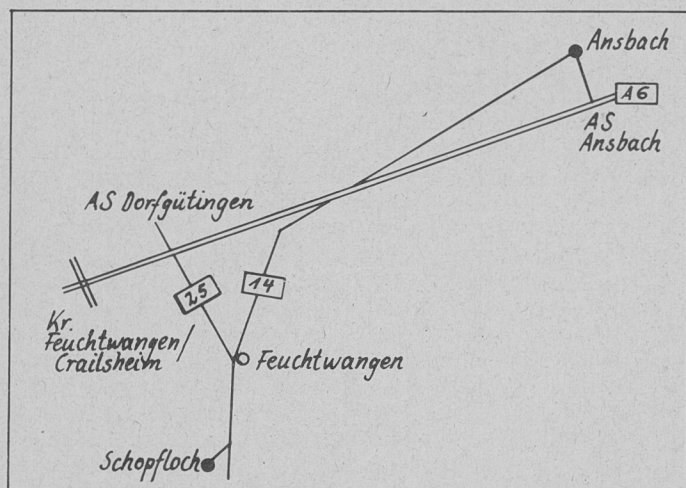 Ansbach
A6
AS
Ansbach
AS Dorfgütingen
25
14
Kr.
Feuchtwangen/
Crailsheim
Feuchtwangen
Schopfloch